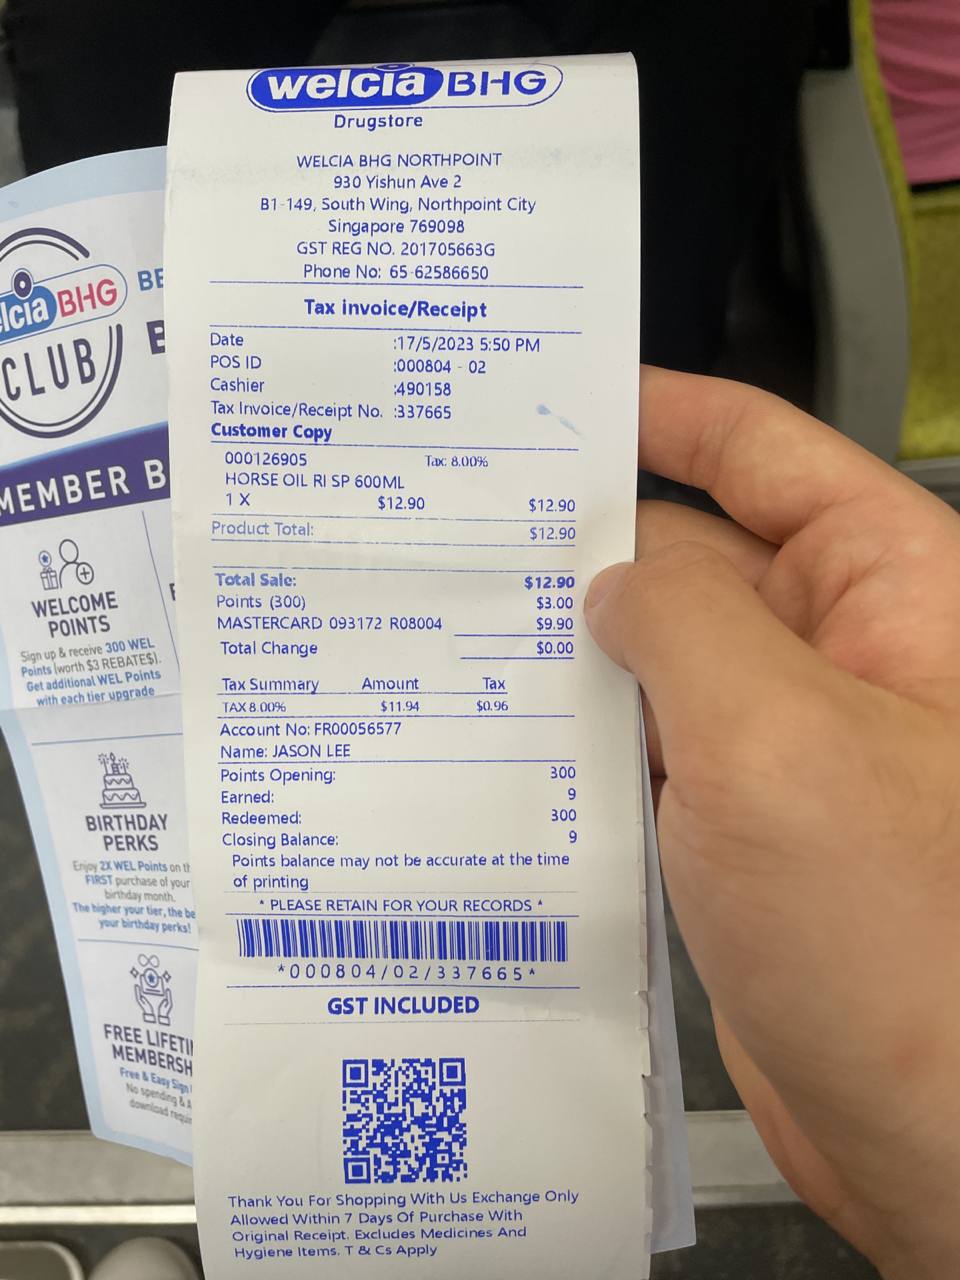 welcia BHG
Drugstore
WELCIA BHG NORTHPOINT
930 Yishun Ave 2
B1-149, South Wing, Northpoint City
Singapore 769098
GST REG NO. 201705663G
Phone No: 65-62586650
Tax invoice/Receipt
Date :17/5/2023 5:50 PM
POS ID :000804 - 02
Cashier :490158
Tax Invoice/Receipt No. :337665
Customer Copy
000126905 Tax: 8.00%
HORSE OIL RI SP 600ML
1 X $12.90 $12.90
Product Total: $12.90
Total Sale: $12.90
Points (300) $3.00
MASTERCARD 093172 R08004 $9.90
Total Change $0.00
Tax Summary Amount Tax
TAX 8.00% $11.94 $0.96
Account No: FR00056577
Name: JASON LEE
Points Opening: 300
Earned: 9
Redeemed: 300
Closing Balance: 9
Points balance may not be accurate at the time
of printing
* PLEASE RETAIN FOR YOUR RECORDS *
*000804/02/337665*
GST INCLUDED
Thank You For Shopping With Us Exchange Only
Allowed Within 7 Days Of Purchase With
Original Receipt. Excludes Medicines And
Hygiene Items. T & Cs Apply
BHG
CLUB
MEMBER
WELCOME
POINTS
Sign up & receive 300 WEL
Points (worth $3 REBATE$).
Get additional WEL Points
with each tier upgrade
BIRTHDAY
PERKS
Enjoy 2X WEL Points on
FIRST purchase of your
birthday month.
The higher your tier, the
your birthday perks!
FREE
Free & Easy Sign
No spending &
download